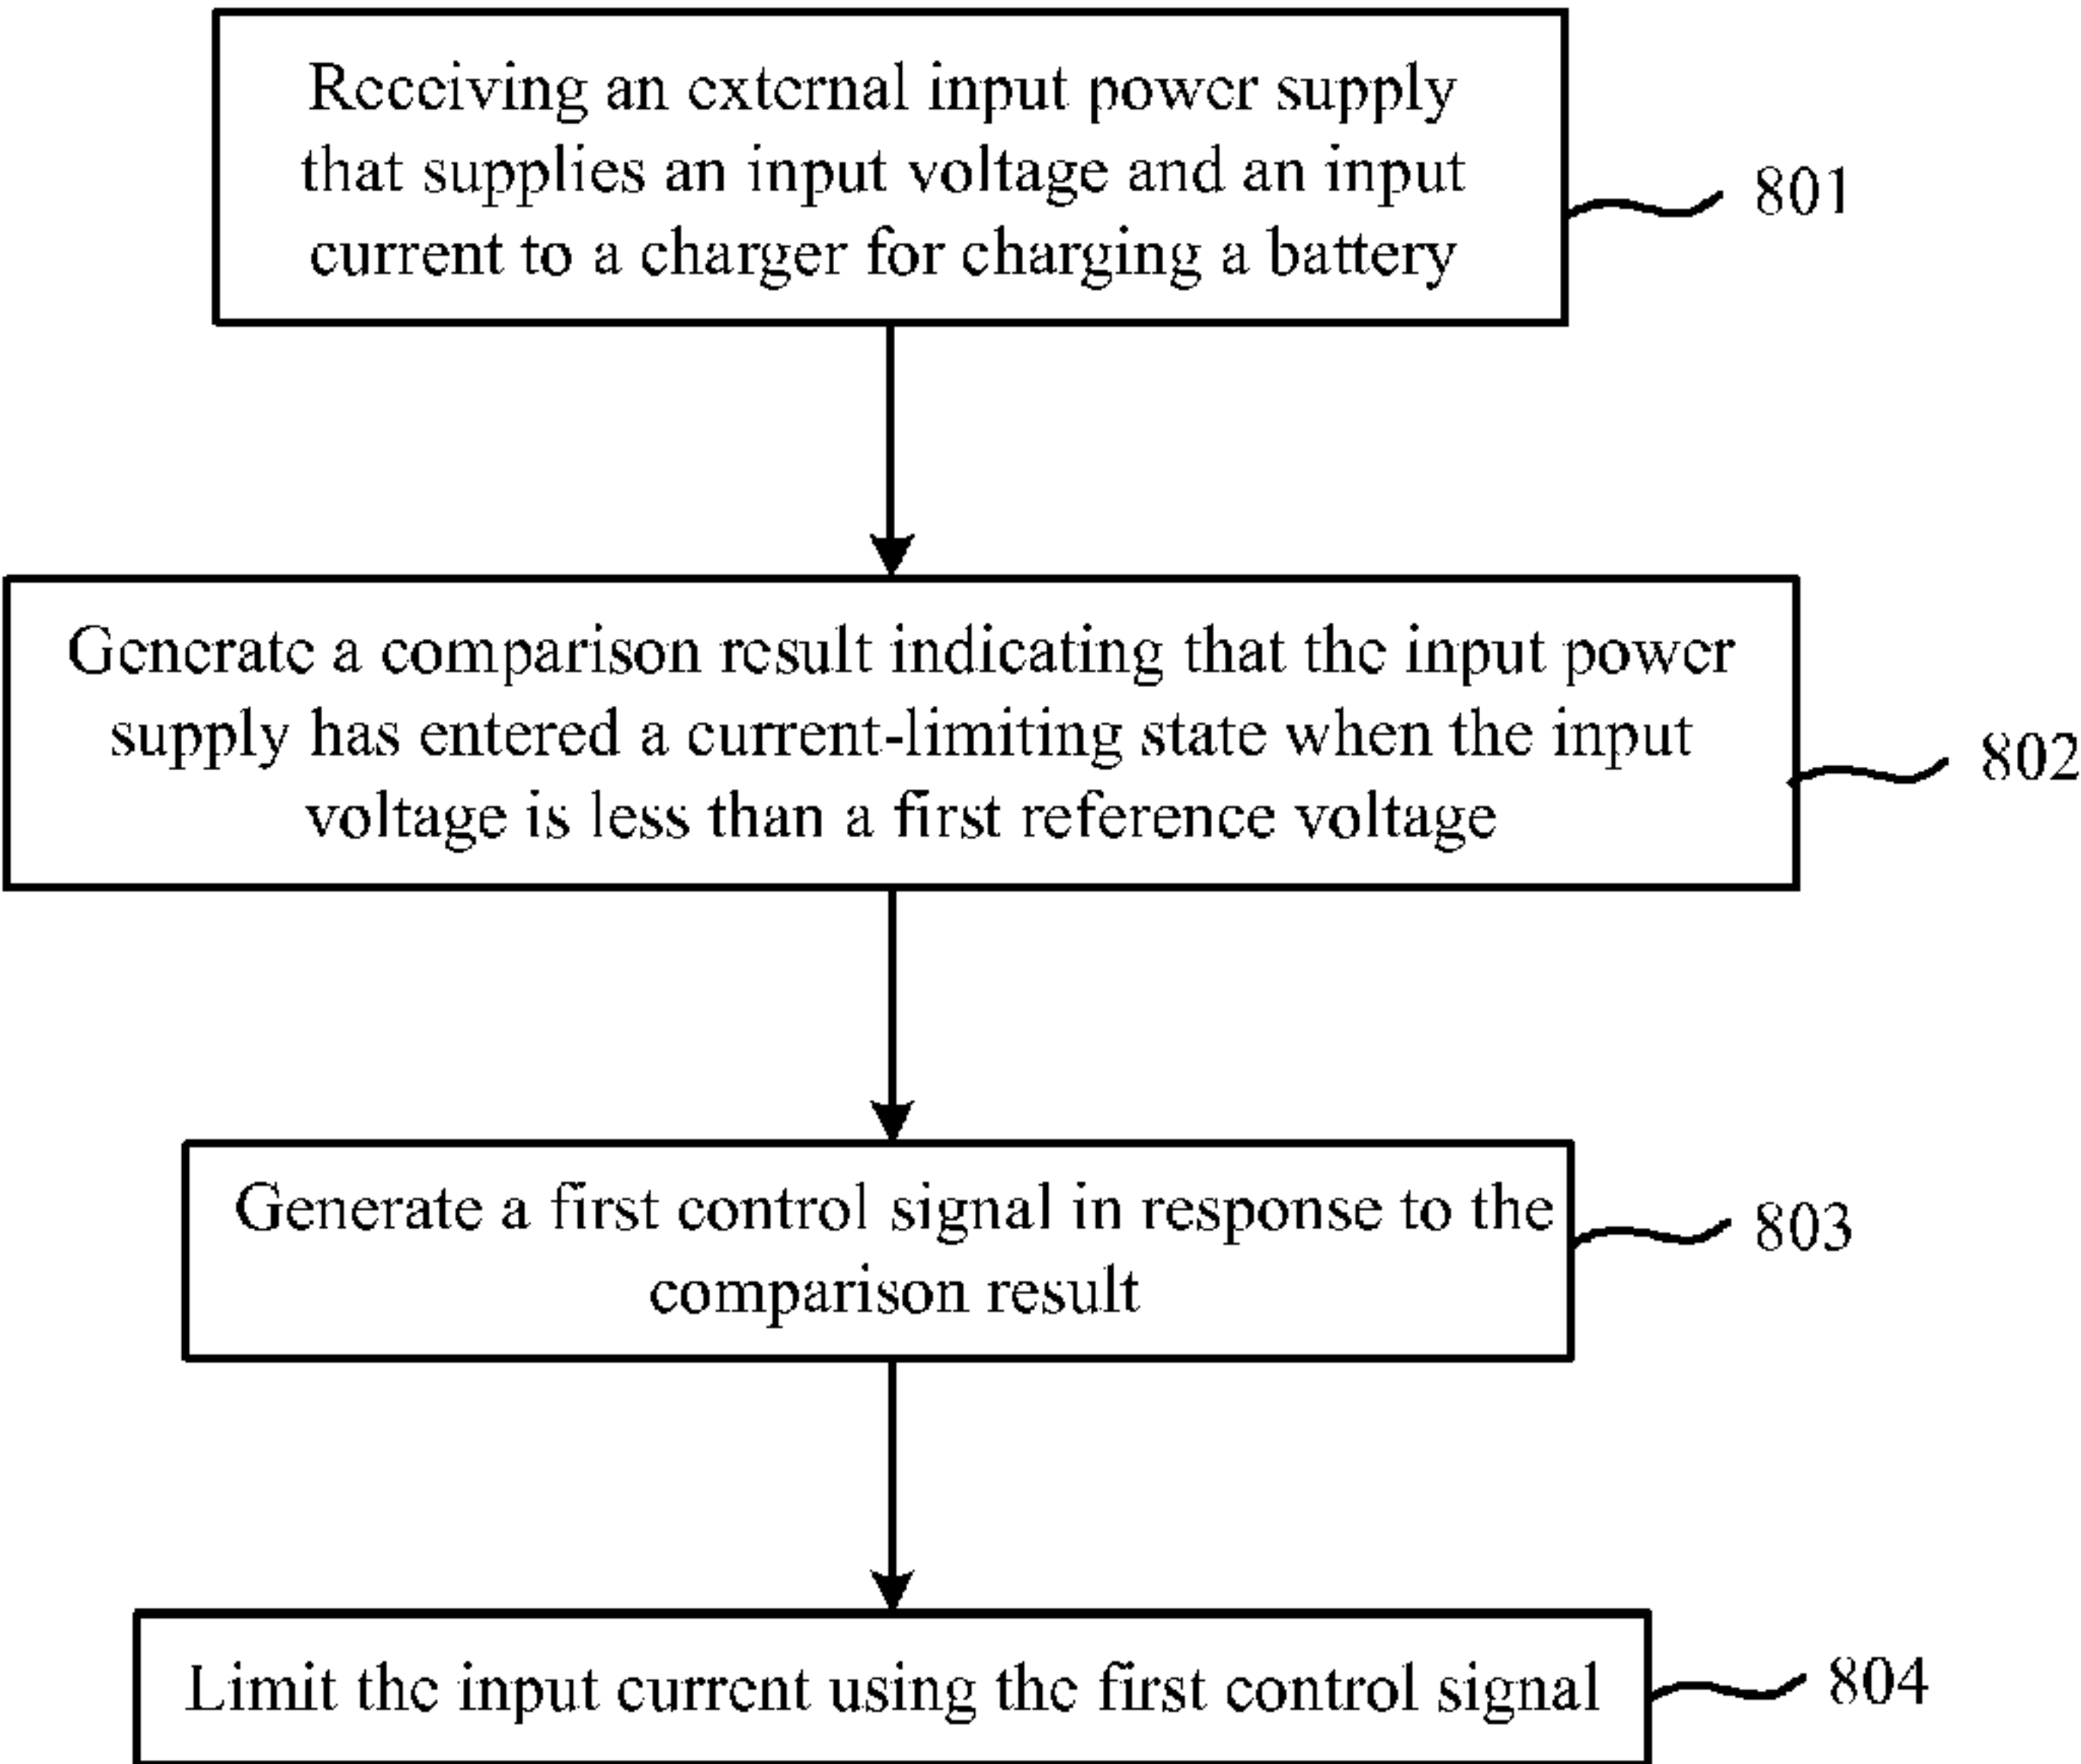 Receiving an external input power supply
that supplies an input voltage and an input
current to a charger for charging a battery
801
Generate a comparison result indicating that the input power
supply has entered a current-limiting state when the input
voltage is less than a first reference voltage
802
Generate a first control signal in response to the
comparison result
803
Limit the input current using the first control signal
804